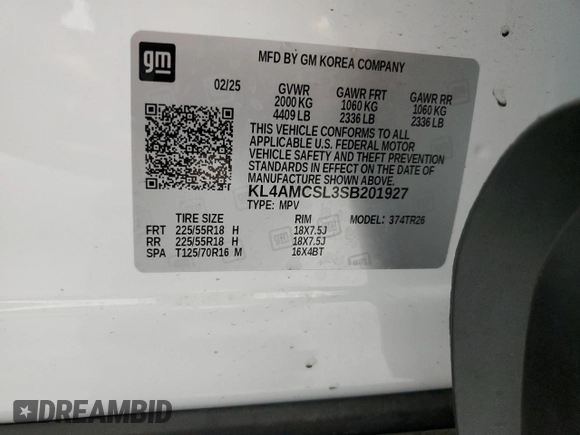 gm
MFD BY GM KOREA COMPANY
02/25 GVWR GAWR FRT GAWR RR
2000 KG 1060 KG 1060 KG
4409 LB 2336 LB 2336 LB
THIS VEHICLE CONFORMS TO ALL
APPLICABLE U.S. FEDERAL MOTOR
VEHICLE SAFETY AND THEFT PREVENTION
STANDARDS IN EFFECT ON THE DATE OF
MANUFACTURE SHOWN ABOVE.
KL4AMCSL3SB201927
TYPE: MPV MODEL: 374TR26
TIRE SIZE RIM
FRT 225/55R18 H 18X7.5J
RR 225/55R18 H 18X7.5J
SPA T125/70R16 M 16X4BT
DREAMBID